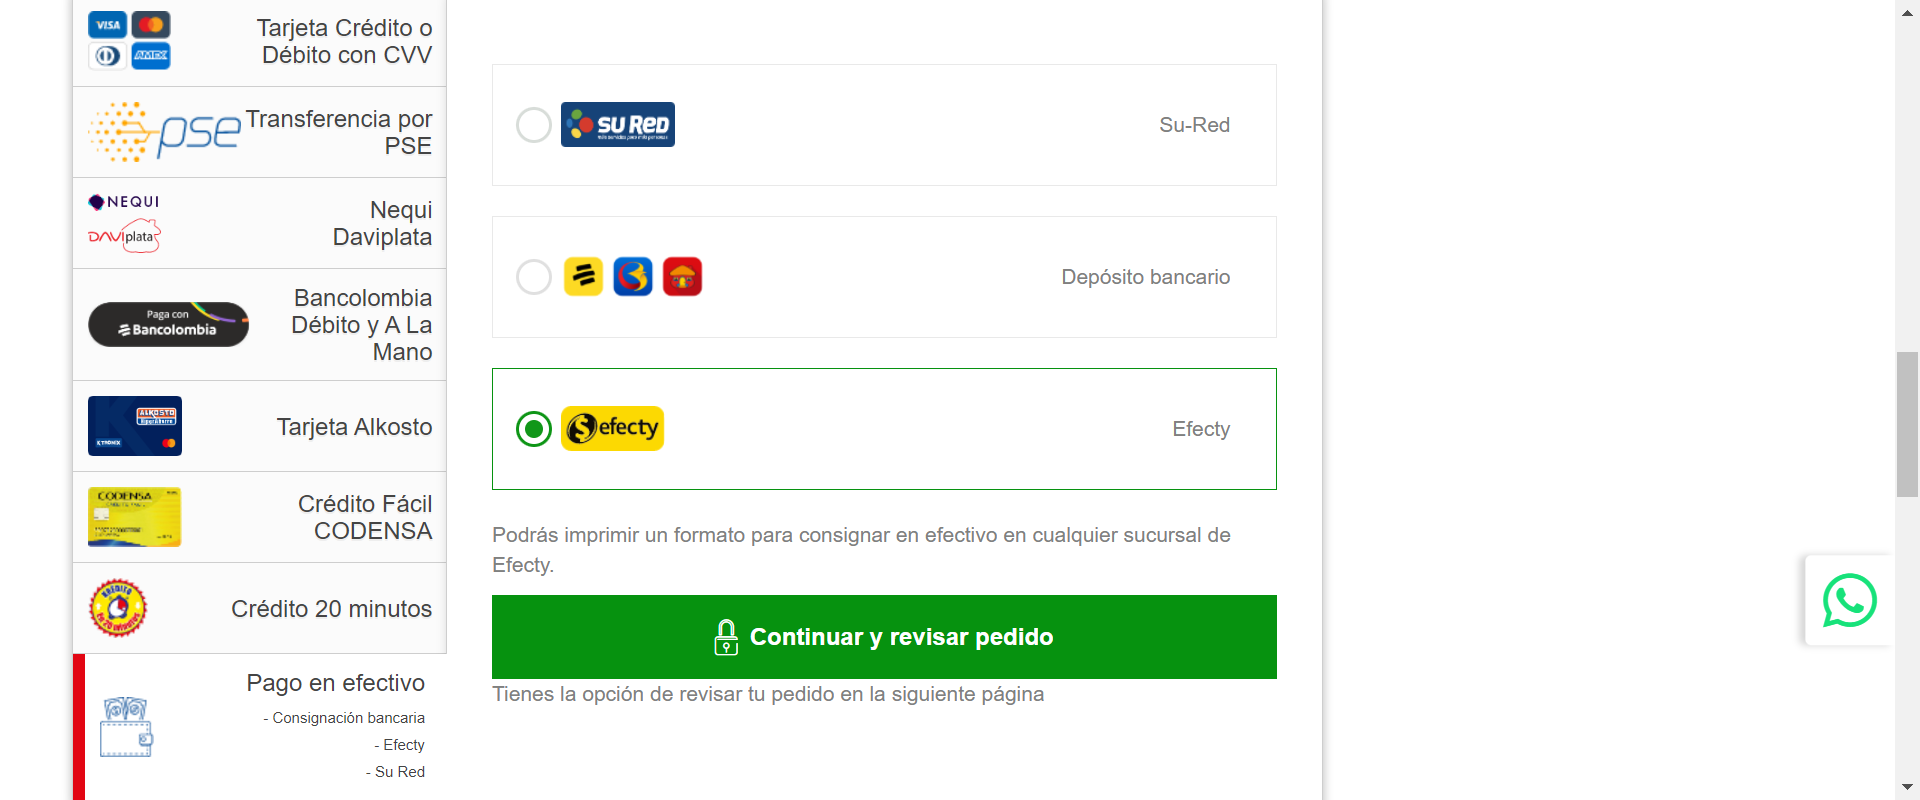 VISA
AMEX
Tarjeta Crédito o
Débito con CVV
pse
Transferencia por
PSE
NEQUI
DAVIplata
Nequi
Daviplata
Paga con
Bancolombia
Bancolombia
Débito y A La
Mano
ALKOSTO
K-TRONIX
Tarjeta Alkosto
CODENSA
Crédito Fácil
CODENSA
Crédito 20 minutos
Pago en efectivo
- Consignación bancaria
- Efecty
- Su Red
SU RED
Su-Red
Depósito bancario
efecty
Efecty
Podrás imprimir un formato para consignar en efectivo en cualquier sucursal de
Efecty.
Continuar y revisar pedido
Tienes la opción de revisar tu pedido en la siguiente página